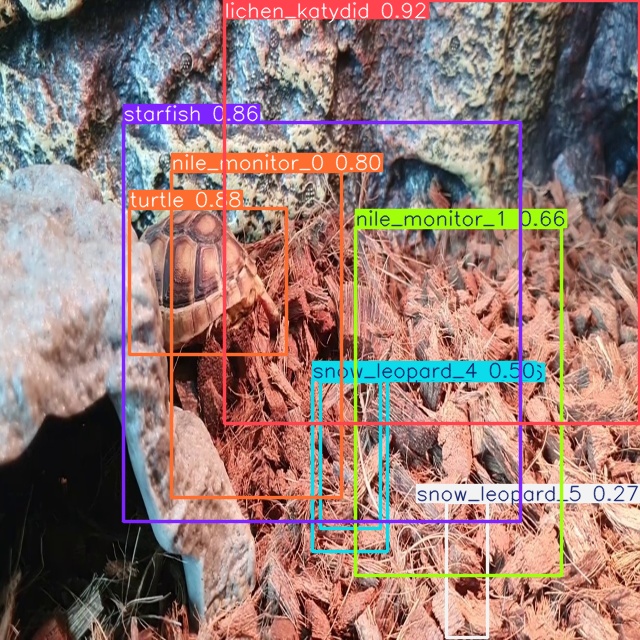 lichen_katydid 0.92
starfish 0.86
nile_monitor_0 0.80
turtle 0.88
nile_monitor_1 0.66
snow_leopard_4 0.50
snow_leopard_5 0.27